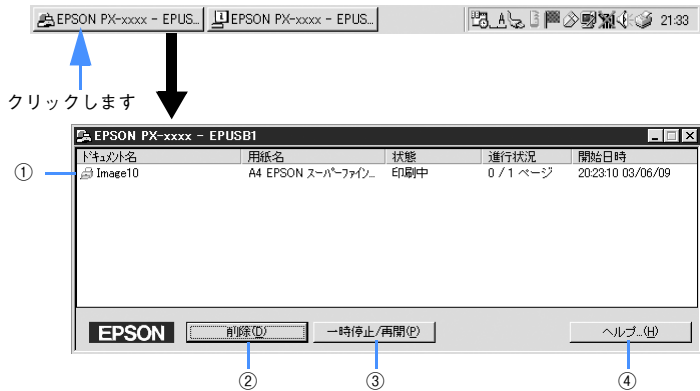 EPSON PX-xxxx - EPUS... EPSON PX-xxxx - EPUS... 21:33
クリックします
EPSON PX-xxxx - EPUSB1
ドキュメント名 用紙名 状態 進行状況 開始日時
① Image10 A4 EPSON スーパーファイン... 印刷中 0 / 1 ページ 20:23:10 03/06/09
EPSON 削除(D) 一時停止/再開(P) ヘルプ...(H)
② ③ ④